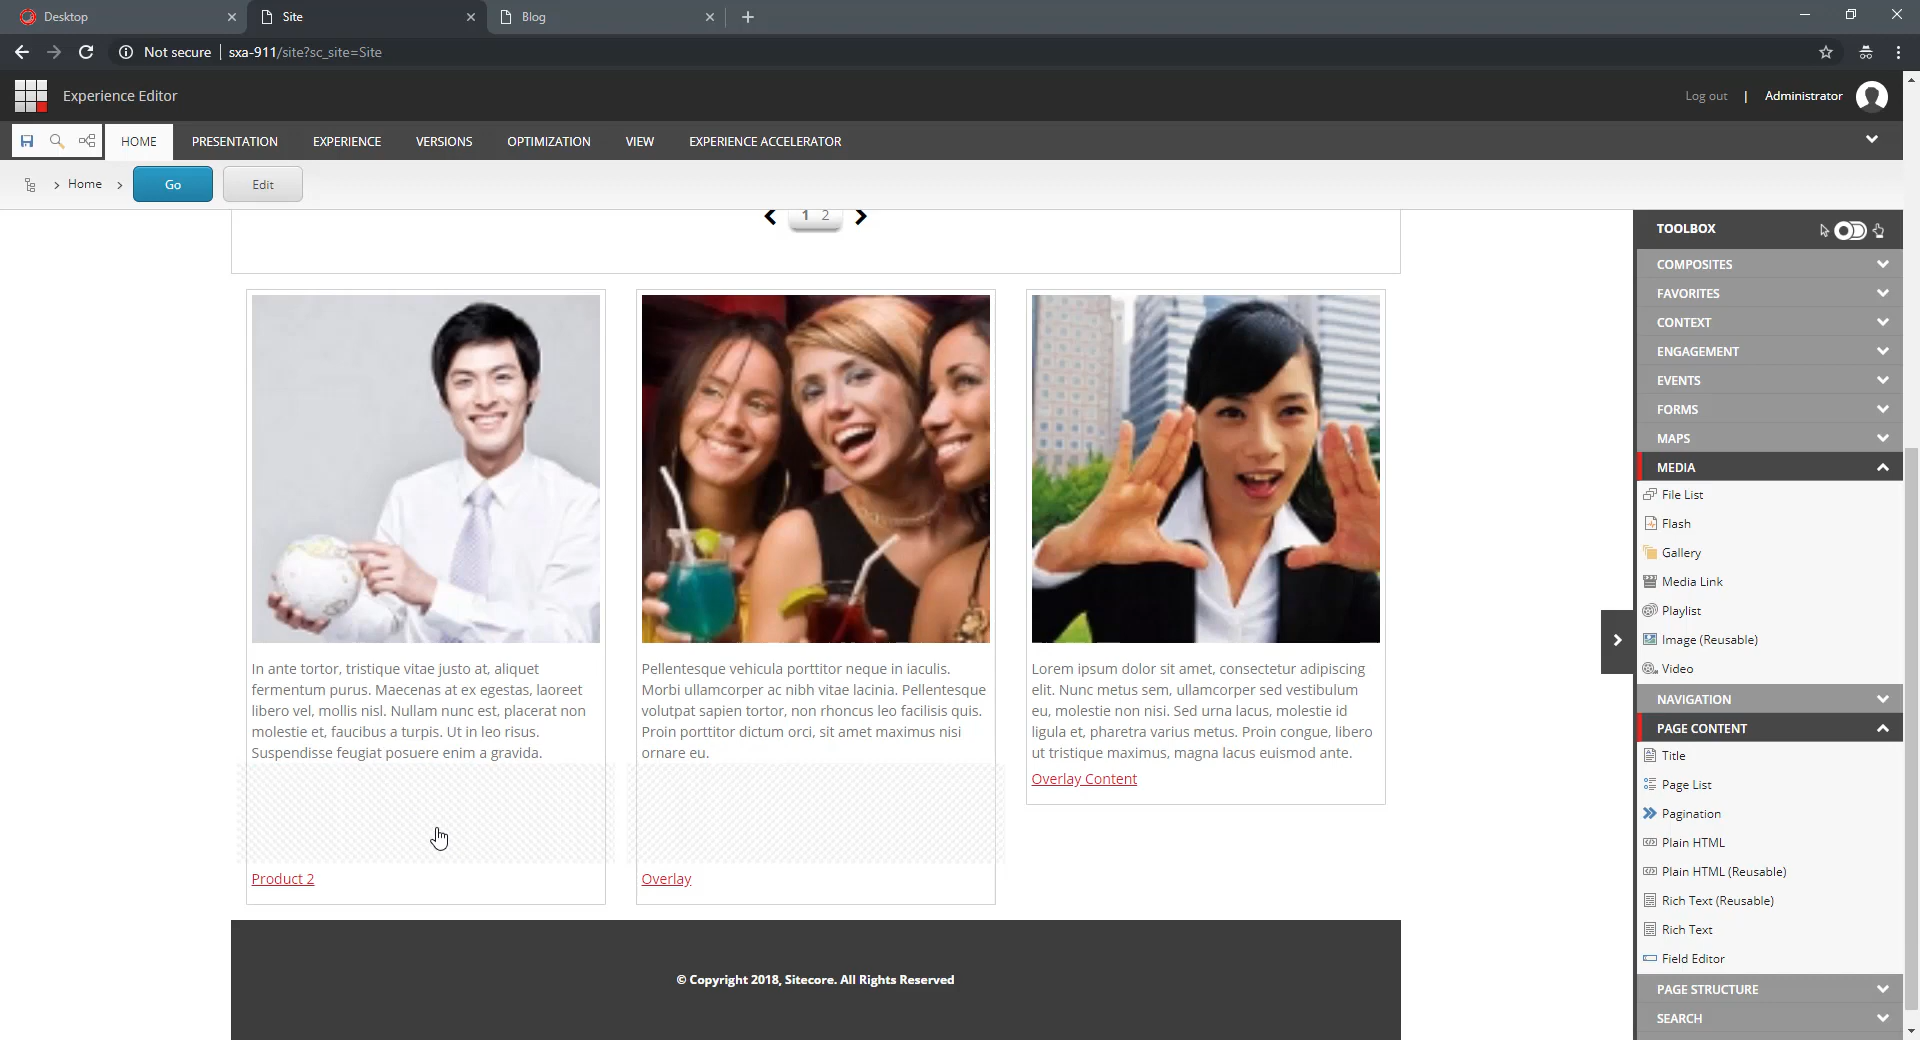 Desktop
Site
Blog
Not secure
sxa-911/site?sc_site=Site
Experience Editor
Log out | Administrator
HOME
PRESENTATION
EXPERIENCE
VERSIONS
OPTIMIZATION
VIEW
EXPERIENCE ACCELERATOR
Home
Go
Edit
1 2
In ante tortor, tristique vitae justo at, aliquet
fermentum purus. Maecenas at ex egestas, laoreet
libero vel, mollis nisl. Nullam nunc est, placerat non
molestie et, faucibus a turpis. Ut in leo risus.
Suspendisse feugiat posuere enim a gravida.
Product 2
Pellentesque vehicula porttitor neque in iaculis.
Morbi ullamcorper ac nibh vitae lacinia. Pellentesque
volutpat sapien tortor, non rhoncus leo facilisis quis.
Proin porttitor dictum orci, sit amet maximus nisi
ornare eu.
Overlay
Lorem ipsum dolor sit amet, consectetur adipiscing
elit. Nunc metus sem, ullamcorper sed vestibulum
eu, molestie non nisi. Sed urna lacus, molestie id
ligula et, pharetra varius metus. Proin congue, libero
ut tristique maximus, magna lacus euismod ante.
Overlay Content
© Copyright 2018, Sitecore. All Rights Reserved
TOOLBOX
COMPOSITES
FAVORITES
CONTEXT
ENGAGEMENT
EVENTS
FORMS
MAPS
MEDIA
File List
Flash
Gallery
Media Link
Playlist
Image (Reusable)
Video
NAVIGATION
PAGE CONTENT
Title
Page List
Pagination
Plain HTML
Plain HTML (Reusable)
Rich Text (Reusable)
Rich Text
Field Editor
PAGE STRUCTURE
SEARCH